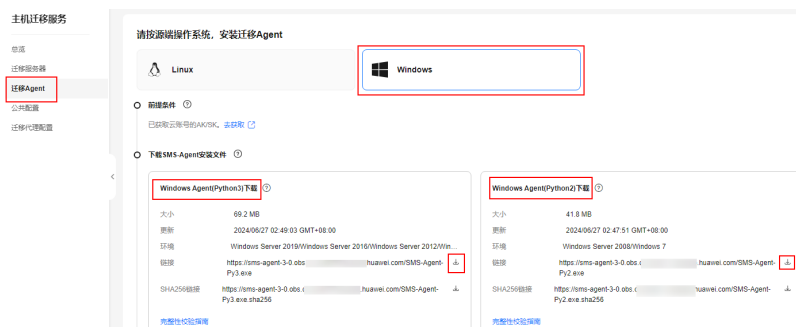 主机迁移服务
总览
迁移服务器
迁移Agent
公共配置
迁移代理配置
请按源端操作系统，安装迁移Agent
Linux
Windows
前提条件
已获取云账号的AK/SK。去获取
下载SMS-Agent安装文件
Windows Agent(Python3)下载
大小 69.2 MB
更新 2024/06/27 02:49:03 GMT+08:00
环境 Windows Server 2019/Windows Server 2016/Windows Server 2012/Win...
链接 https://sms-agent-3-0.obs. huawei.com/SMS-Agent-
Py3.exe
SHA256链接 https://sms-agent-3-0.obs.c .huawei.com/SMS-Agent-
Py3.exe.sha256
完整性校验指南
Windows Agent(Python2)下载
大小 41.8 MB
更新 2024/06/27 02:47:51 GMT+08:00
环境 Windows Server 2008/Windows 7
链接 https://sms-agent-3-0.obs.c .huawei.com/SMS-Agent-
Py2.exe
SHA256链接 https://sms-agent-3-0.obs.c huawei.com/SMS-Agent-
Py2.exe.sha256
完整性校验指南